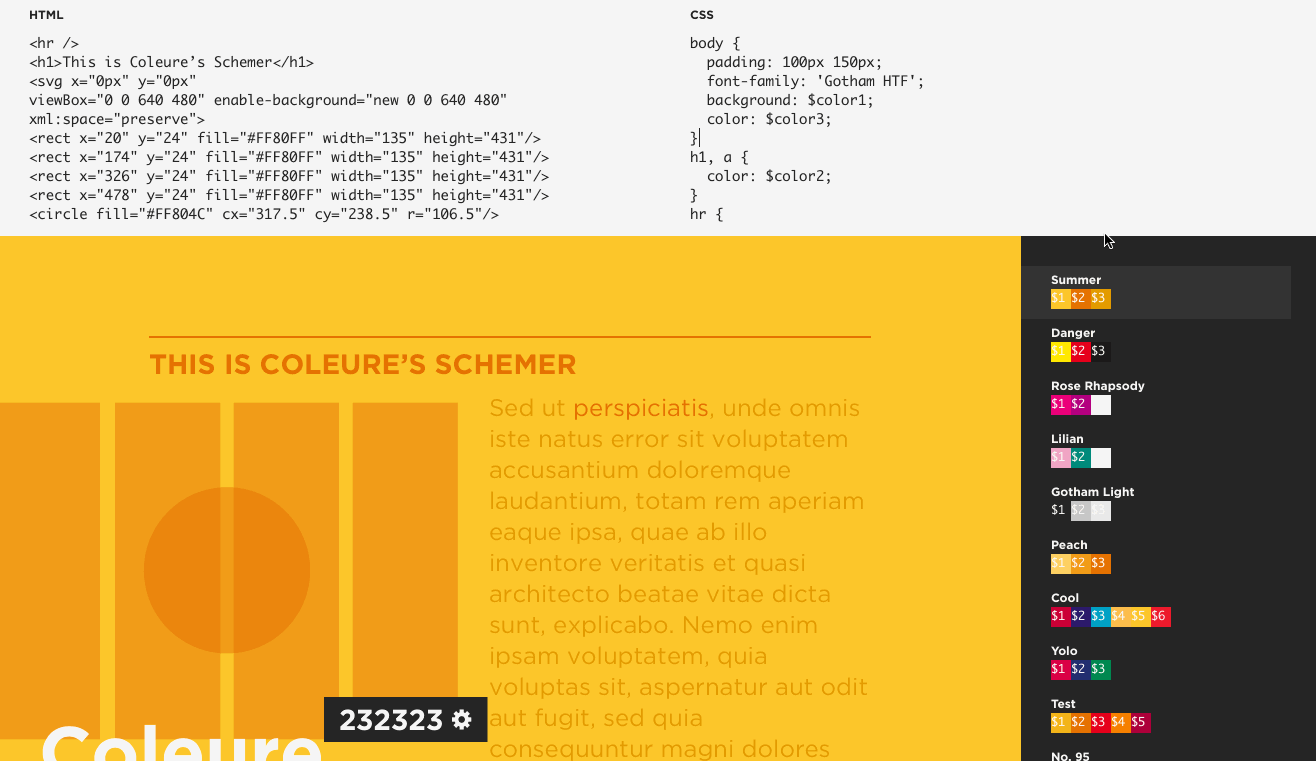 HTML
<hr />
<h1>This is Coleure’s Schemer</h1>
<svg x="0px" y="0px"
viewBox="0 0 640 480" enable-background="new 0 0 640 480"
xml:space="preserve">
<rect x="20" y="24" fill="#FF80FF" width="135" height="431"/>
<rect x="174" y="24" fill="#FF80FF" width="135" height="431"/>
<rect x="326" y="24" fill="#FF80FF" width="135" height="431"/>
<rect x="478" y="24" fill="#FF80FF" width="135" height="431"/>
<circle fill="#FF804C" cx="317.5" cy="238.5" r="106.5"/>
CSS
body {
  padding: 100px 150px;
  font-family: 'Gotham HTF';
  background: $color1;
  color: $color3;
}
h1, a {
  color: $color2;
}
hr {
THIS IS COLEURE’S SCHEMER
Sed ut perspiciatis, unde omnis
iste natus error sit voluptatem
accusantium doloremque
laudantium, totam rem aperiam
eaque ipsa, quae ab illo
inventore veritatis et quasi
architecto beatae vitae dicta
sunt, explicabo. Nemo enim
ipsam voluptatem, quia
voluptas sit, aspernatur aut odit
aut fugit, sed quia
consequuntur magni dolores
232323
Coleure
Summer
$1 $2 $3
Danger
$1 $2 $3
Rose Rhapsody
$1 $2
Lilian
$1 $2
Gotham Light
$1 $2 $3
Peach
$1 $2 $3
Cool
$1 $2 $3 $4 $5 $6
Yolo
$1 $2 $3
Test
$1 $2 $3 $4 $5
No. 95